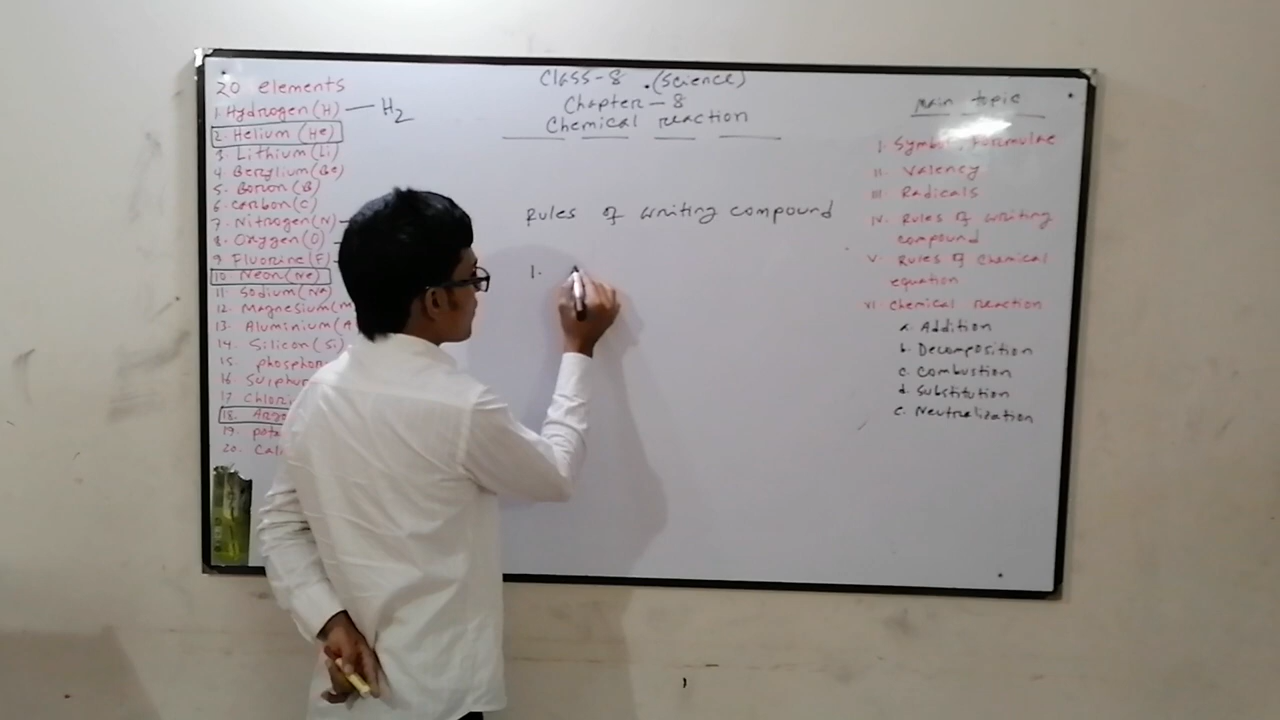 20 elements
1. Hydrogen (H) — H2
2. Helium (He)
3. Lithium (Li)
4. Berylium (Be)
5. Boron (B)
6. carbon (C)
7. Nitrogen (N)
8. Oxygen (O)
9. Fluorine (F)
10. Neon (Ne)
11. Sodium (Na)
12. Magnesium (M
13. Aluminium (A
14. Silicon (Si)
15. phosphor
16. Sulphur
17. Chlori
18. Argo
19. pota
20. Cal
Class-8 . (Science)
Chapter - 8
Chemical reaction
Rules of writing compound
1.
main topic
I. Symbol, Forumulae
II. Valency
III. Radicals
IV. Rules of writing
compound
V. Rules of chemical
equation
VI. Chemical reaction
a. Addition
b. Decomposition
c. Combustion
d. Substitution
e. Neutralization